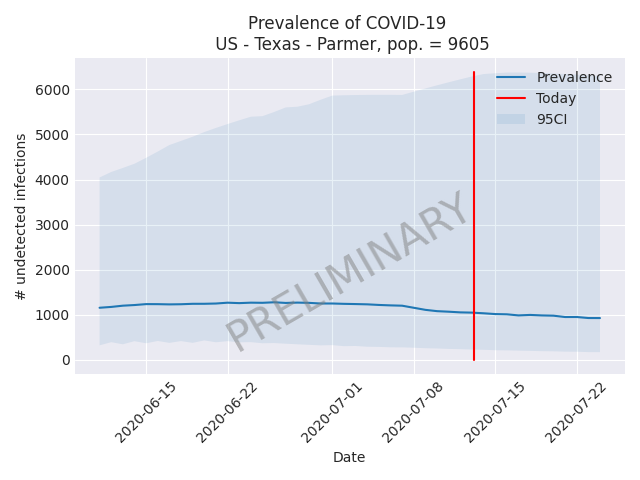 Prevalence of COVID-19
US - Texas - Parmer, pop. = 9605
Prevalence
Today
95CI
# undetected infections
6000
5000
4000
3000
2000
1000
0
PRELIMINARY
2020-06-15
2020-06-22
2020-07-01
2020-07-08
2020-07-15
2020-07-22
Date